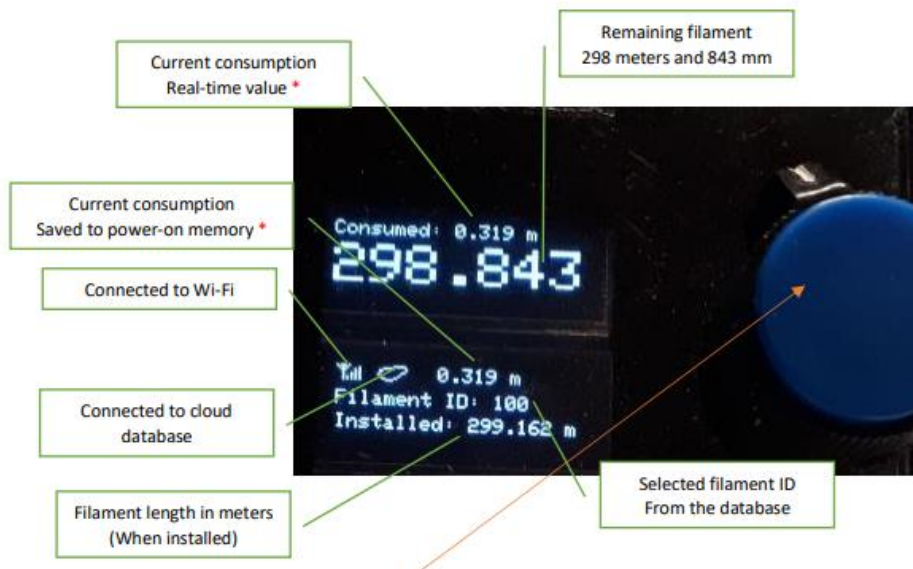 Remaining filament
298 meters and 843 mm
Current consumption
Real-time value *
Current consumption
Saved to power-on memory *
Connected to Wi-Fi
Connected to cloud
database
Filament length in meters
(When installed)
Consumed: 0.319 m
298.843
0.319 m
Filament ID: 100
Installed: 299.162 m
Selected filament ID
From the database